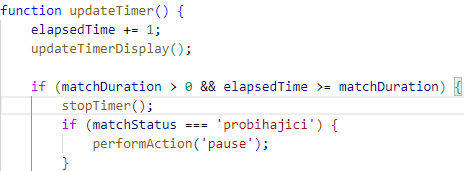 function updateTimer() {
elapsedTime += 1;
updateTimerDisplay();
if (matchDuration > 0 && elapsedTime >= matchDuration) {
stopTimer();
if (matchStatus === 'probihajici') {
performAction('pause');
}